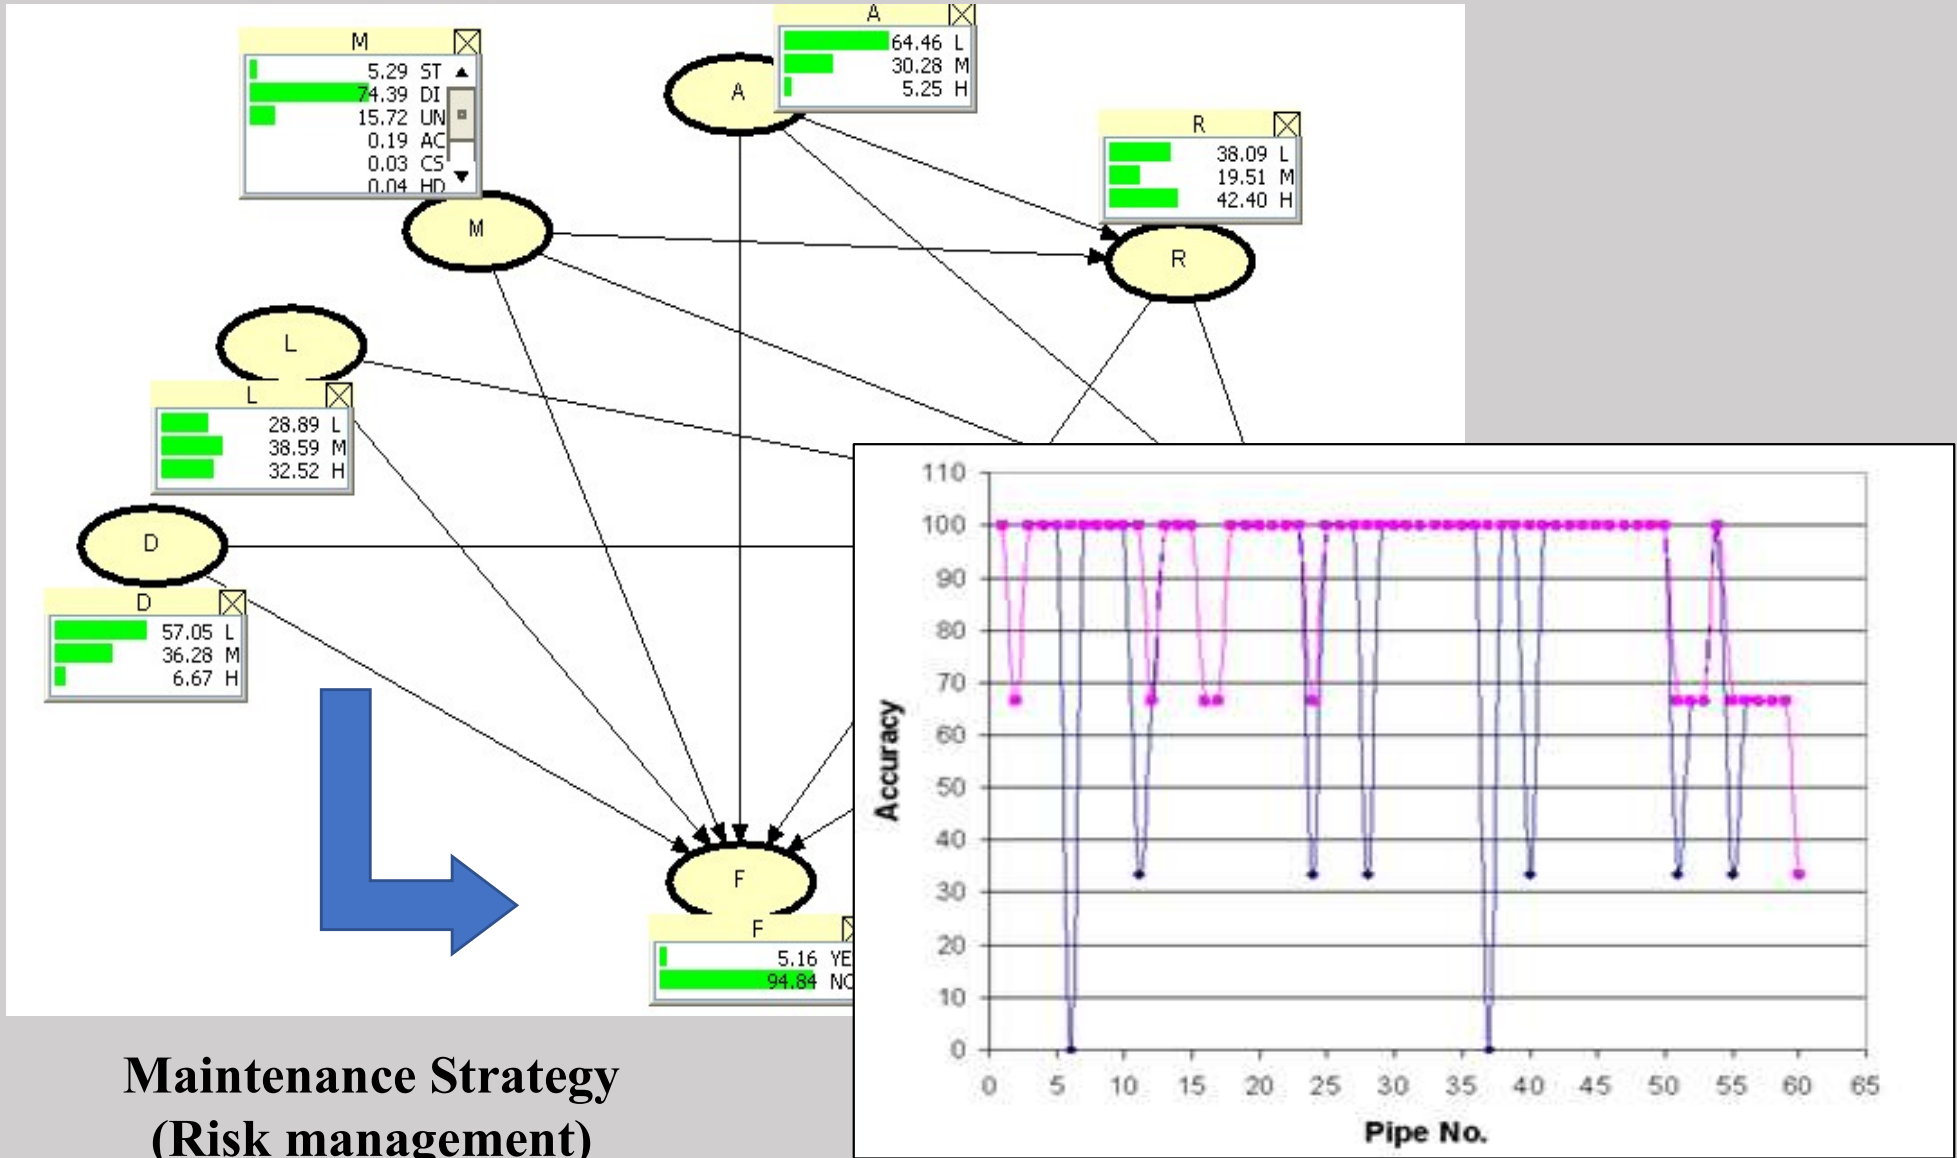 A
64.46 L
30.28 M
5.25 H
M
5.29 ST
74.39 DI
15.72 UN
0.19 AC
0.03 CS
0.04 HD
A
M
R
38.09 L
19.51 M
42.40 H
R
L
L
28.89 L
38.59 M
32.52 H
D
D
57.05 L
36.28 M
6.67 H
F
F
5.16 YE
94.84 NO
110
100
90
80
70
60
50
40
30
20
10
0
Accuracy
0 5 10 15 20 25 30 35 40 45 50 55 60 65
Pipe No.
Maintenance Strategy
(Risk management)